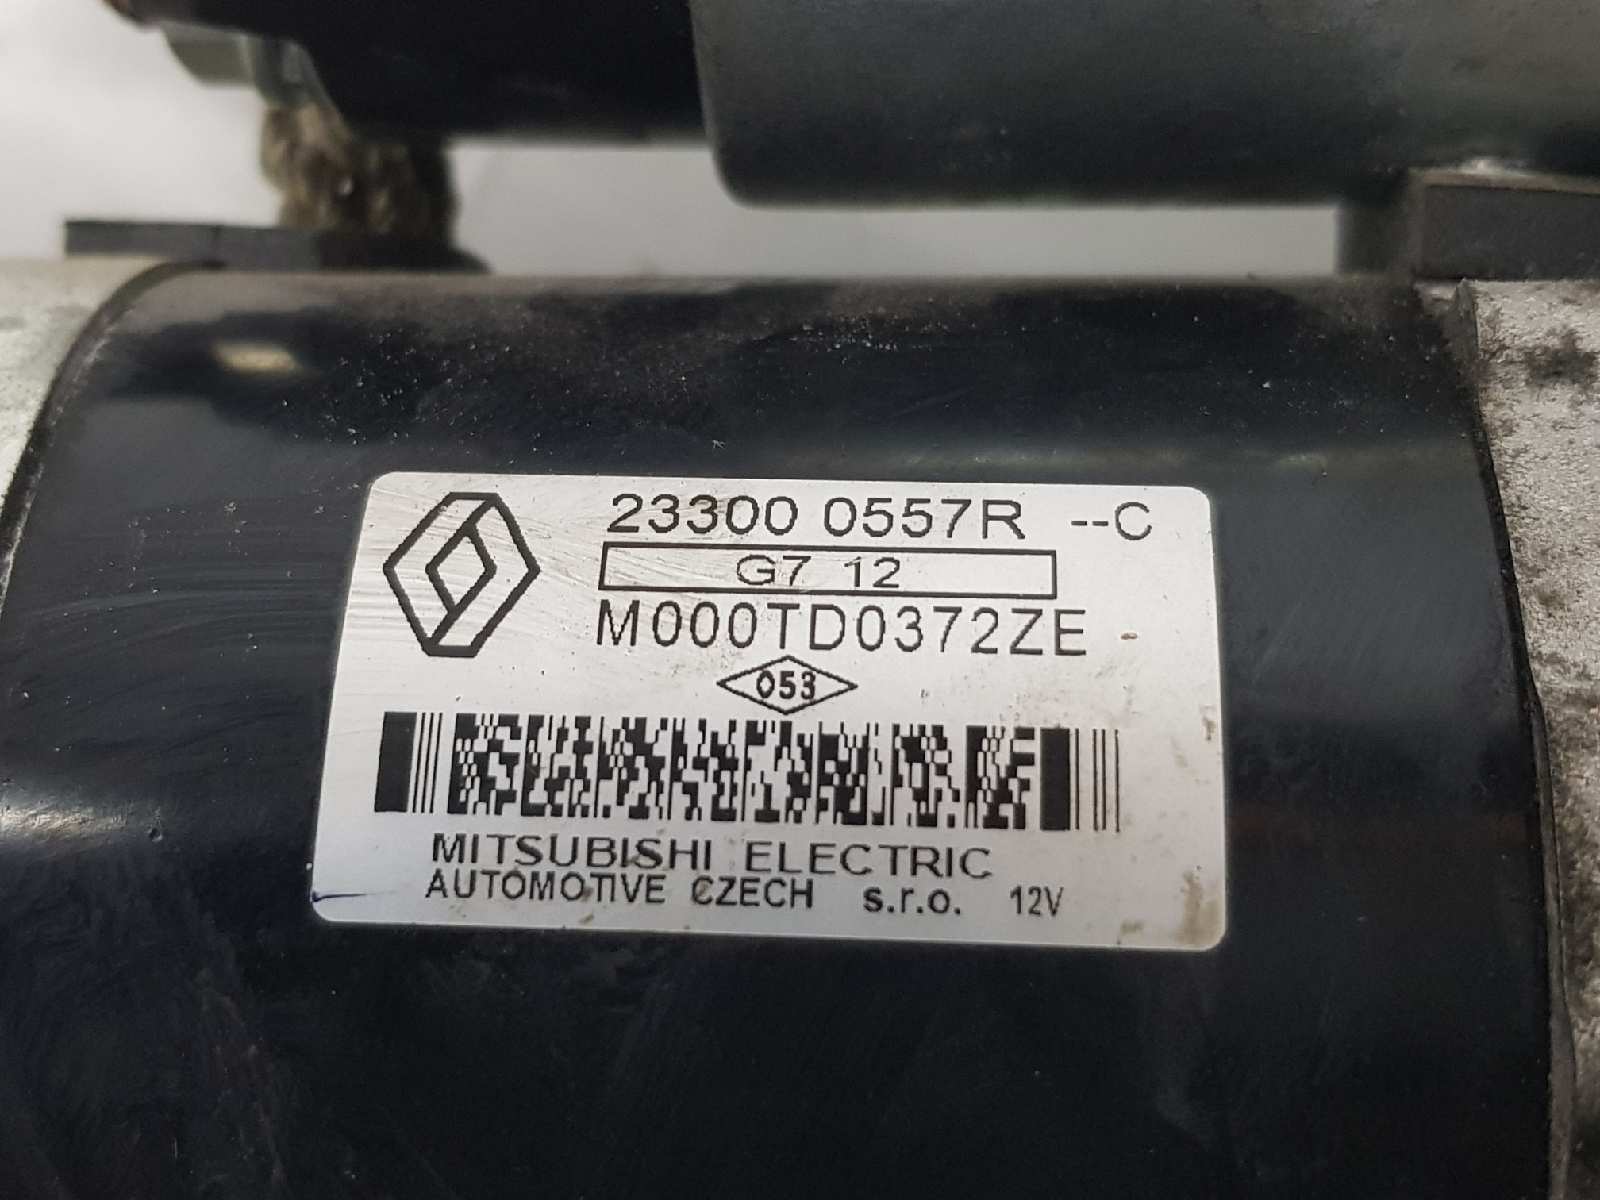 23300 0557R --C
G7 12
M000TD0372ZE -
053
MITSUBISHI ELECTRIC
AUTOMOTIVE CZECH s.r.o. 12V